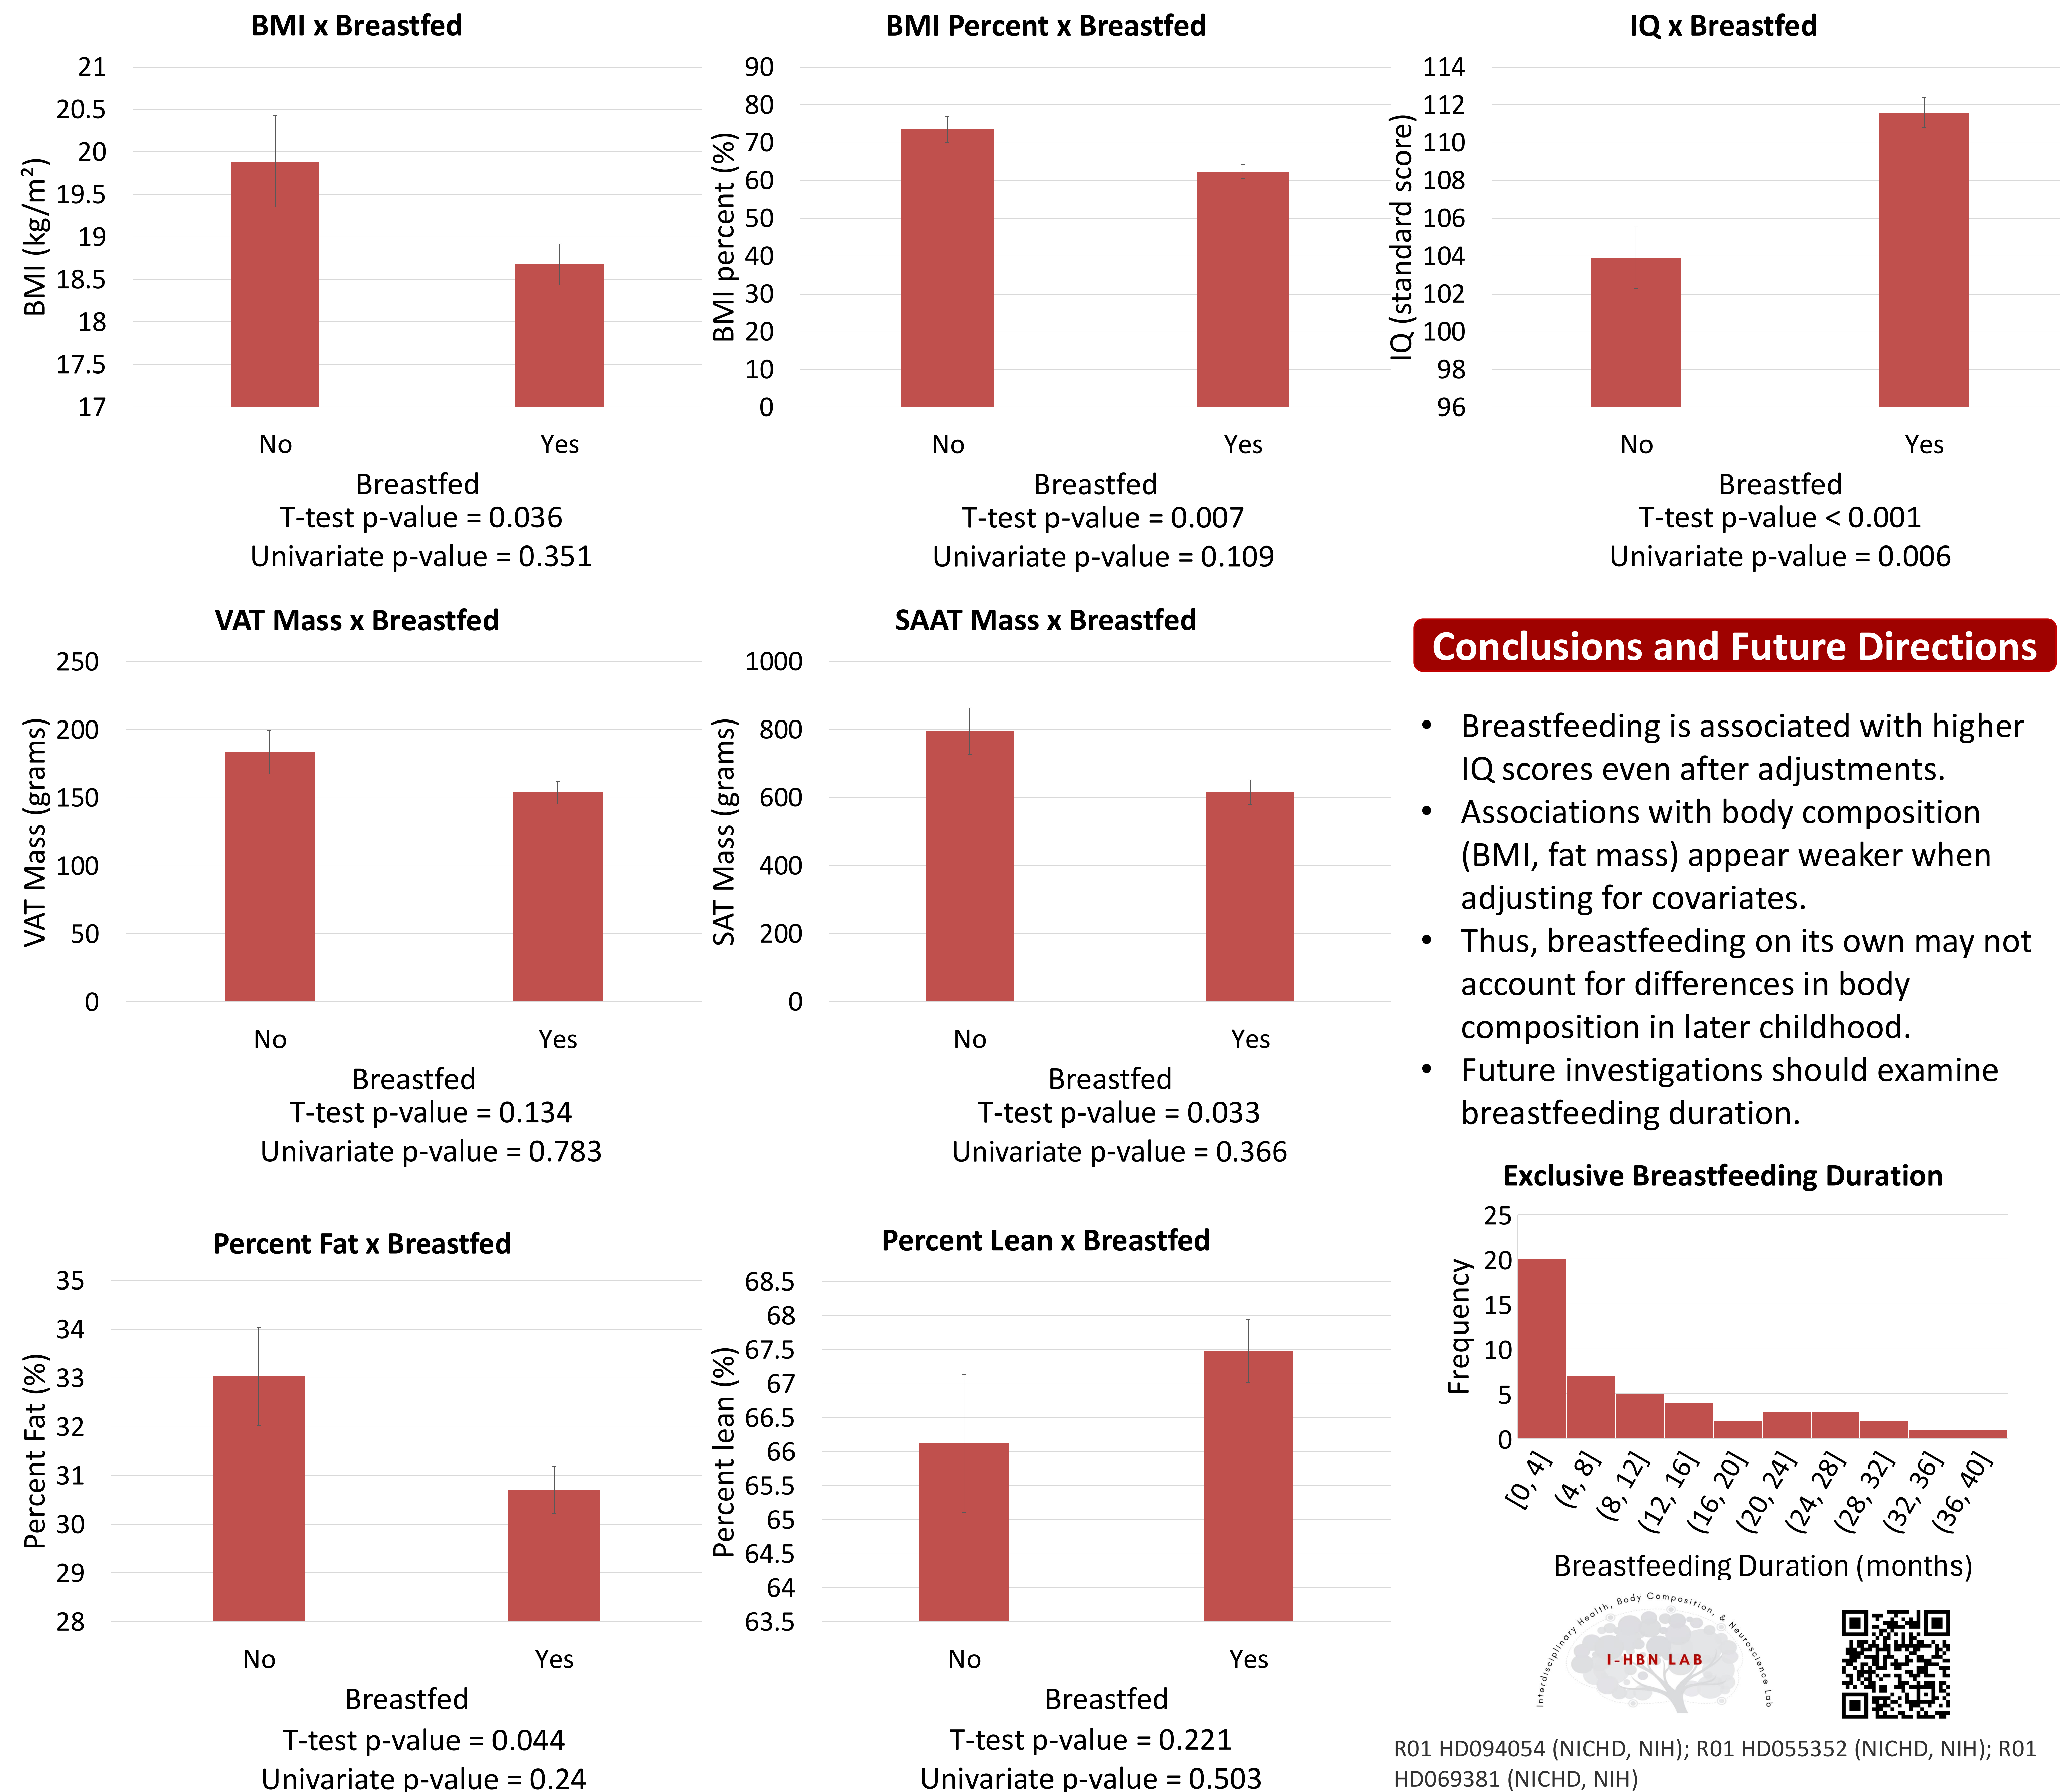 BMI x Breastfed
BMI (kg/m²)
21
20.5
20
19.5
19
18.5
18
17.5
17
No
Yes
Breastfed
T-test p-value = 0.036
Univariate p-value = 0.351
BMI Percent x Breastfed
BMI percent (%)
90
80
70
60
50
40
30
20
10
0
No
Yes
Breastfed
T-test p-value = 0.007
Univariate p-value = 0.109
IQ x Breastfed
IQ (standard score)
114
112
110
108
106
104
102
100
98
96
No
Yes
Breastfed
T-test p-value < 0.001
Univariate p-value = 0.006
VAT Mass x Breastfed
VAT Mass (grams)
250
200
150
100
50
0
No
Yes
Breastfed
T-test p-value = 0.134
Univariate p-value = 0.783
SAAT Mass x Breastfed
SAT Mass (grams)
1000
800
600
400
200
0
No
Yes
Breastfed
T-test p-value = 0.033
Univariate p-value = 0.366
Conclusions and Future Directions
• Breastfeeding is associated with higher
IQ scores even after adjustments.
• Associations with body composition
(BMI, fat mass) appear weaker when
adjusting for covariates.
• Thus, breastfeeding on its own may not
account for differences in body
composition in later childhood.
• Future investigations should examine
breastfeeding duration.
Percent Fat x Breastfed
Percent Fat (%)
35
34
33
32
31
30
29
28
No
Yes
Breastfed
T-test p-value = 0.044
Univariate p-value = 0.24
Percent Lean x Breastfed
Percent lean (%)
68.5
68
67.5
67
66.5
66
65.5
65
64.5
64
63.5
No
Yes
Breastfed
T-test p-value = 0.221
Univariate p-value = 0.503
Exclusive Breastfeeding Duration
Frequency
25
20
15
10
5
0
[0, 4]
(4, 8]
(8, 12]
(12, 16]
(16, 20]
(20, 24]
(24, 28]
(28, 32]
(32, 36]
(36, 40]
Breastfeeding Duration (months)
Interdisciplinary Health, Body Composition, & Neuroscience Lab
I-HBN LAB
R01 HD094054 (NICHD, NIH); R01 HD055352 (NICHD, NIH); R01
HD069381 (NICHD, NIH)